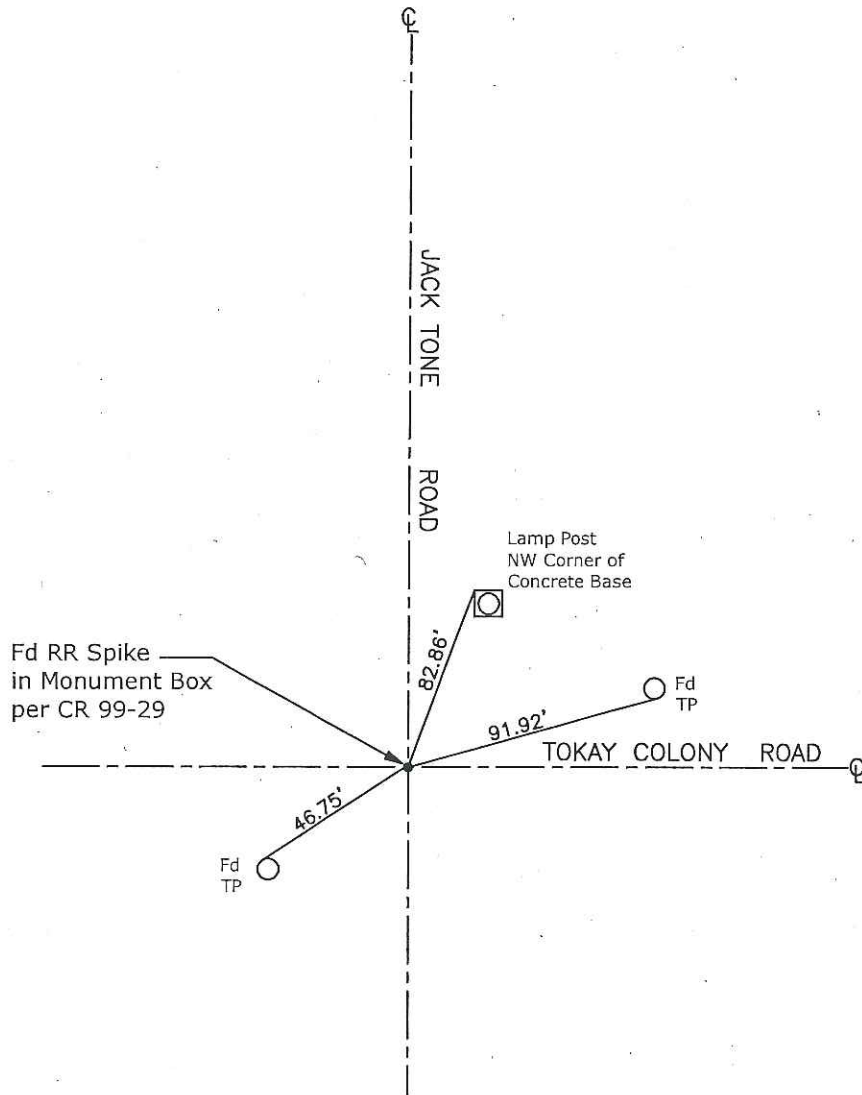 ℄
JACK TONE ROAD
Lamp Post
NW Corner of
Concrete Base
82.86'
Fd RR Spike
in Monument Box
per CR 99-29
Fd
TP
91.92'
TOKAY COLONY ROAD
℄
46.75'
Fd
TP